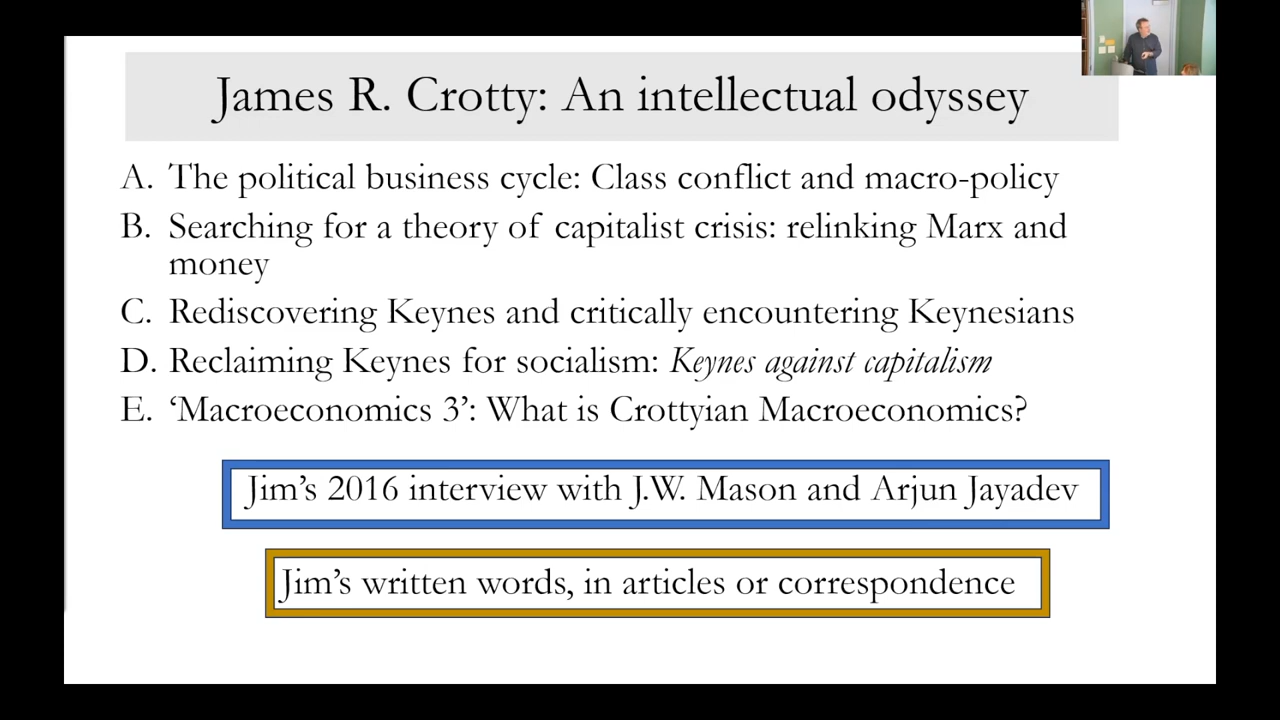 James R. Crotty: An intellectual odyssey
A. The political business cycle: Class conflict and macro-policy
B. Searching for a theory of capitalist crisis: relinking Marx and
money
C. Rediscovering Keynes and critically encountering Keynesians
D. Reclaiming Keynes for socialism: Keynes against capitalism
E. ‘Macroeconomics 3’: What is Crottyian Macroeconomics?
Jim’s 2016 interview with J.W. Mason and Arjun Jayadev
Jim’s written words, in articles or correspondence